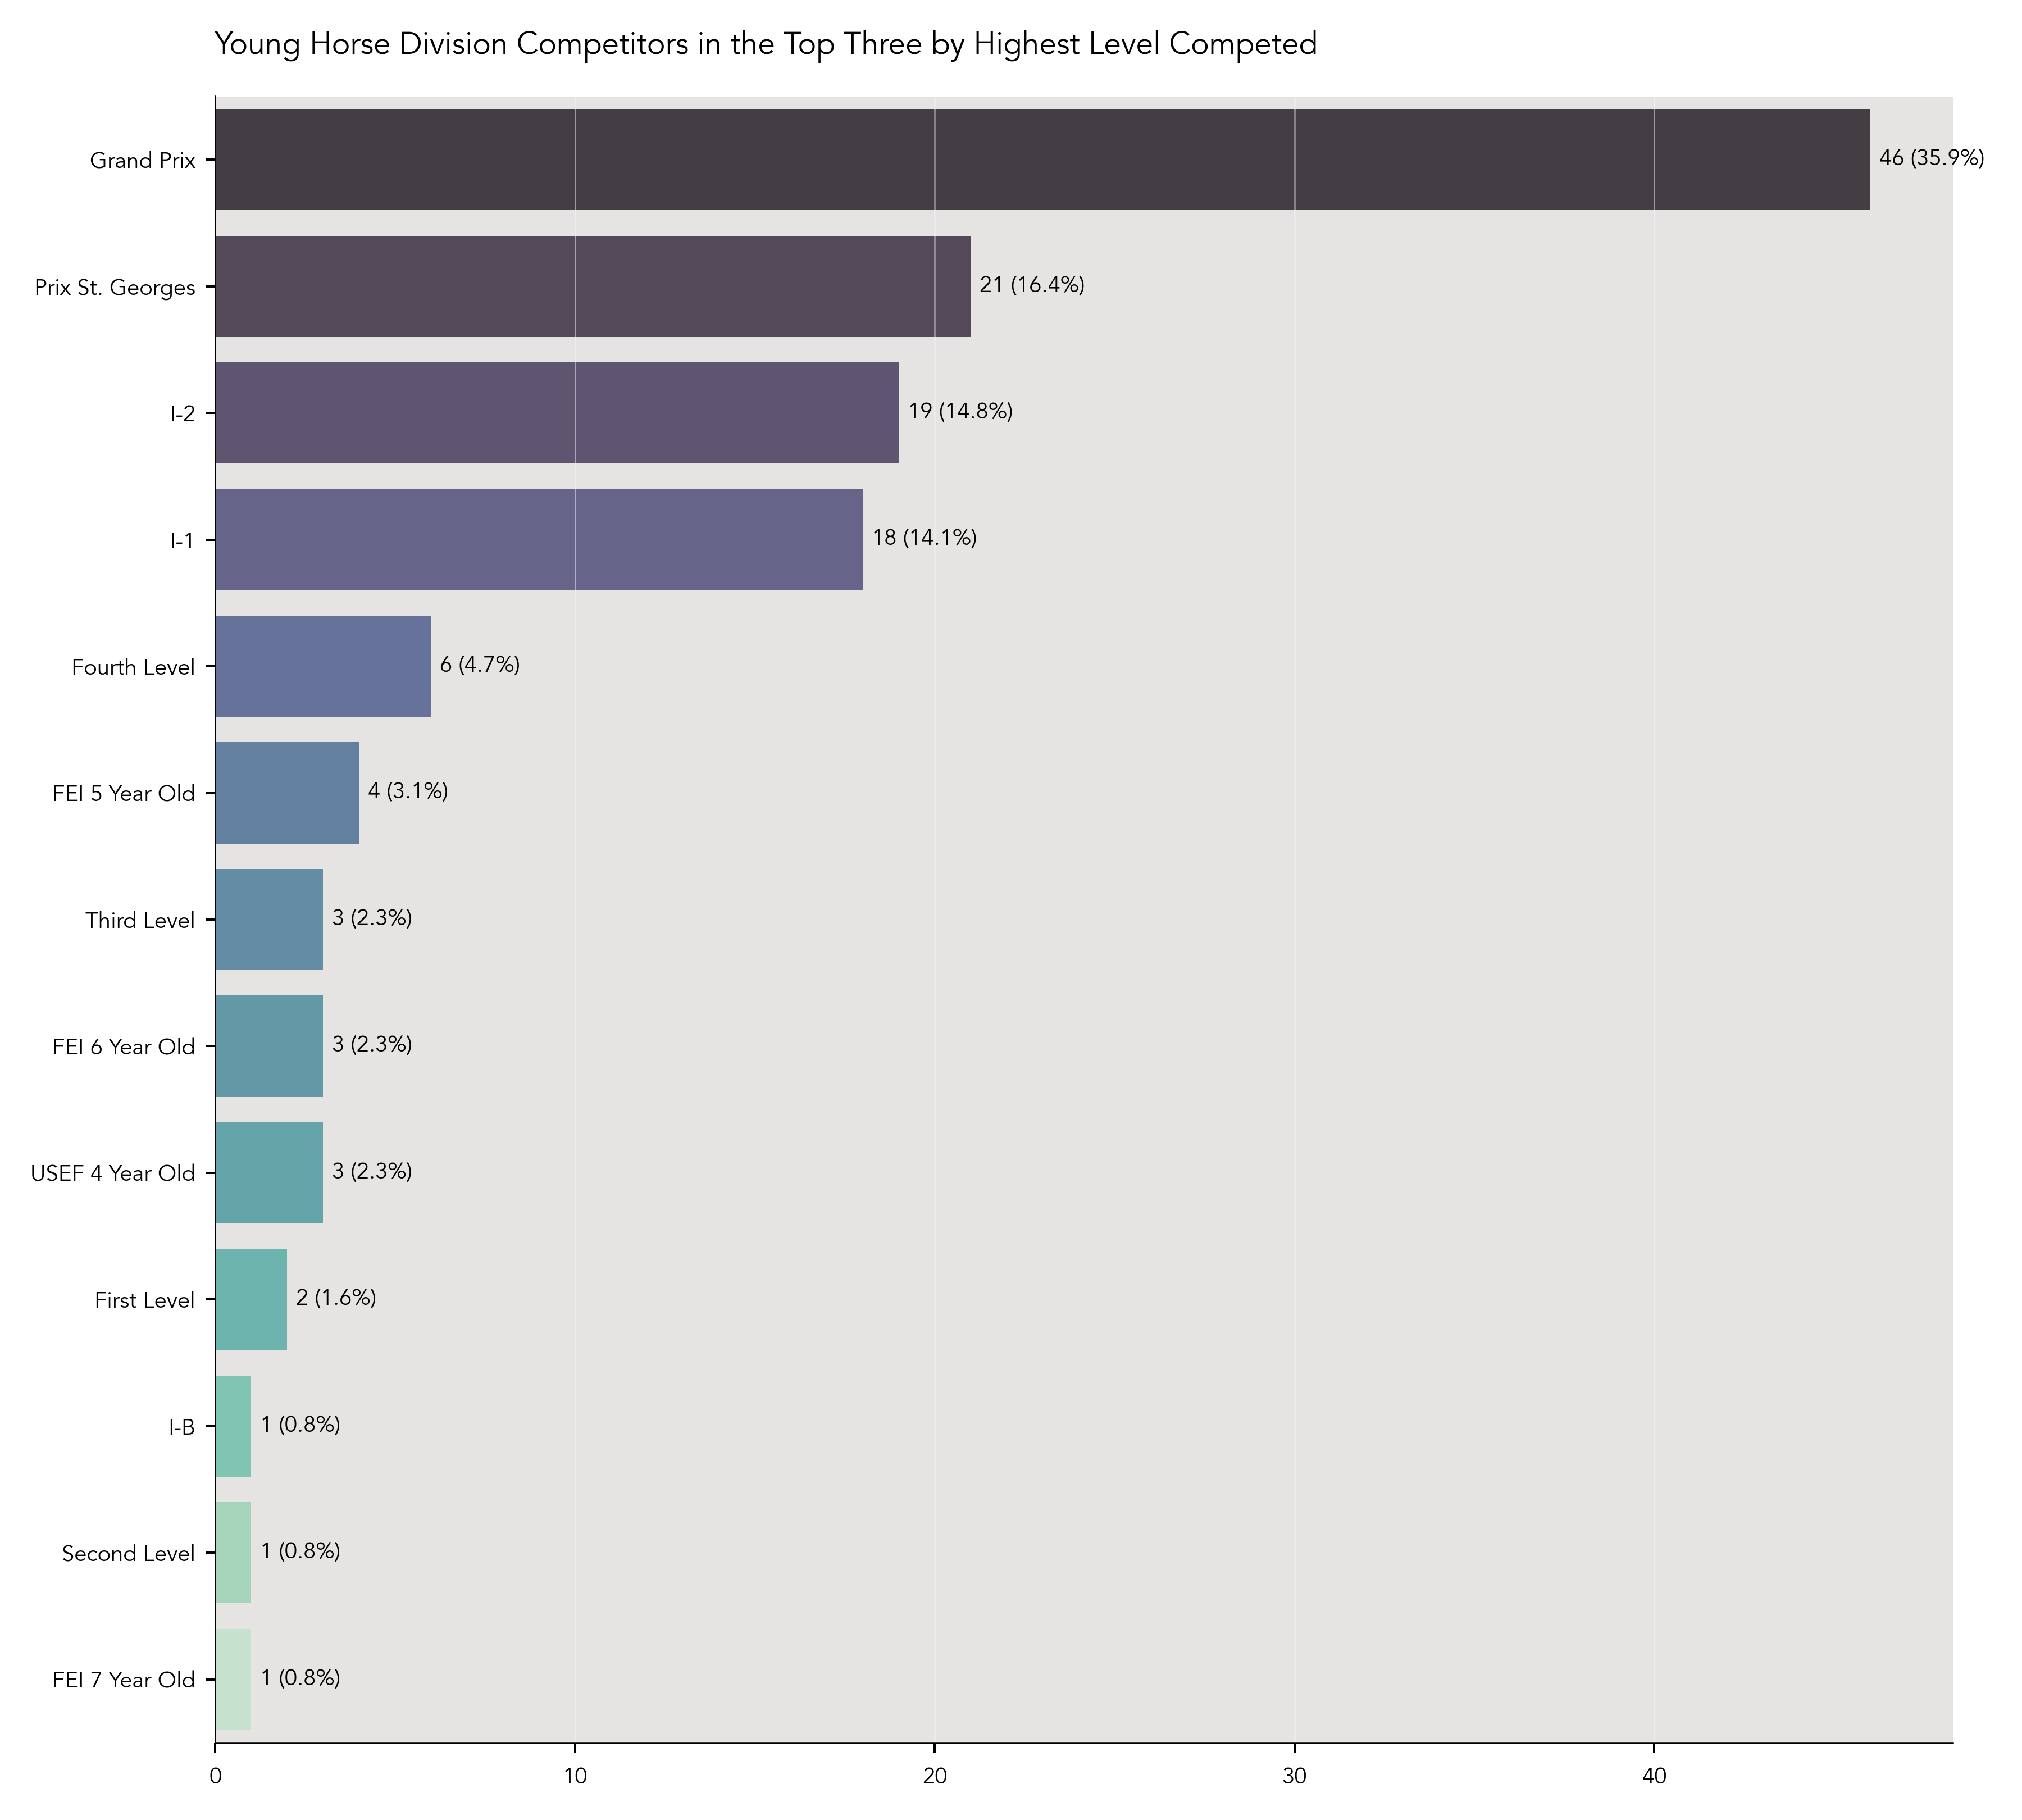 Young Horse Division Competitors in the Top Three by Highest Level Competed
Grand Prix 46 (35.9%)
Prix St. Georges 21 (16.4%)
I-2 19 (14.8%)
I-1 18 (14.1%)
Fourth Level 6 (4.7%)
FEI 5 Year Old 4 (3.1%)
Third Level 3 (2.3%)
FEI 6 Year Old 3 (2.3%)
USEF 4 Year Old 3 (2.3%)
First Level 2 (1.6%)
I-B 1 (0.8%)
Second Level 1 (0.8%)
FEI 7 Year Old 1 (0.8%)
0 10 20 30 40